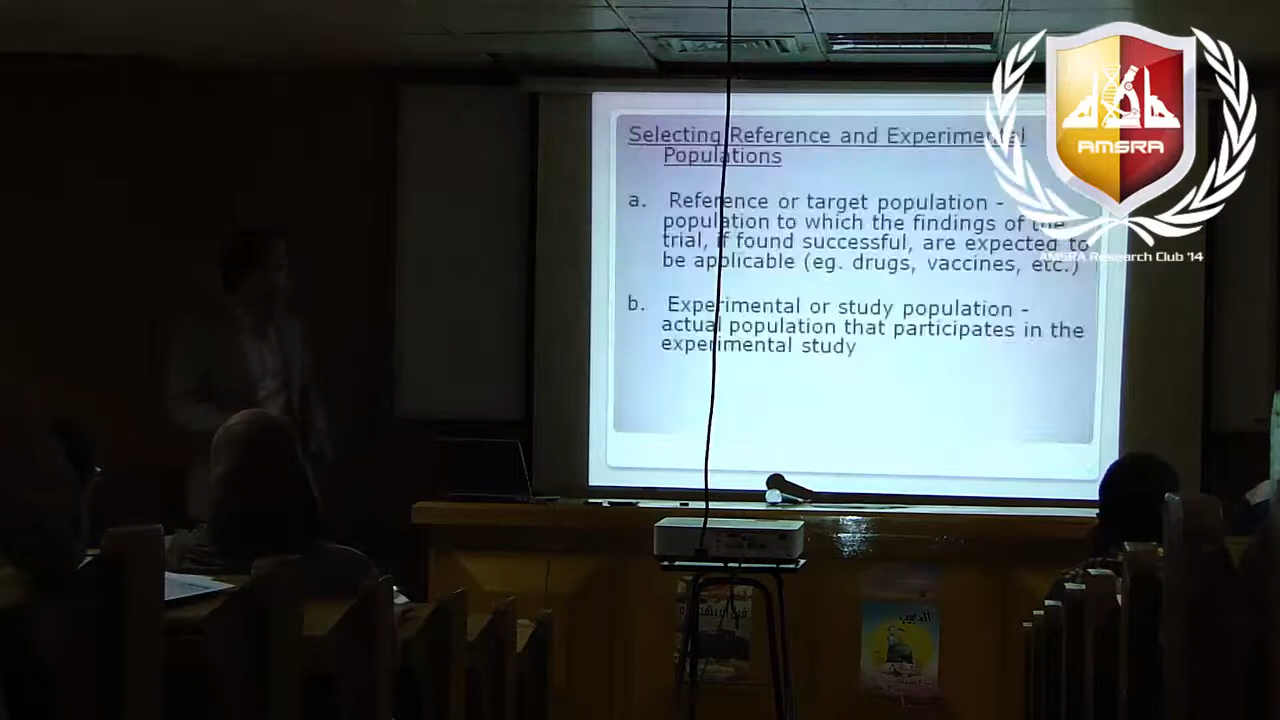 Selecting Reference and Experimental
Populations
a. Reference or target population -
population to which the findings of the
trial, if found successful, are expected to
be applicable (eg. drugs, vaccines, etc.)
b. Experimental or study population -
actual population that participates in the
experimental study
AMSRA
AMSRA Research Club '14